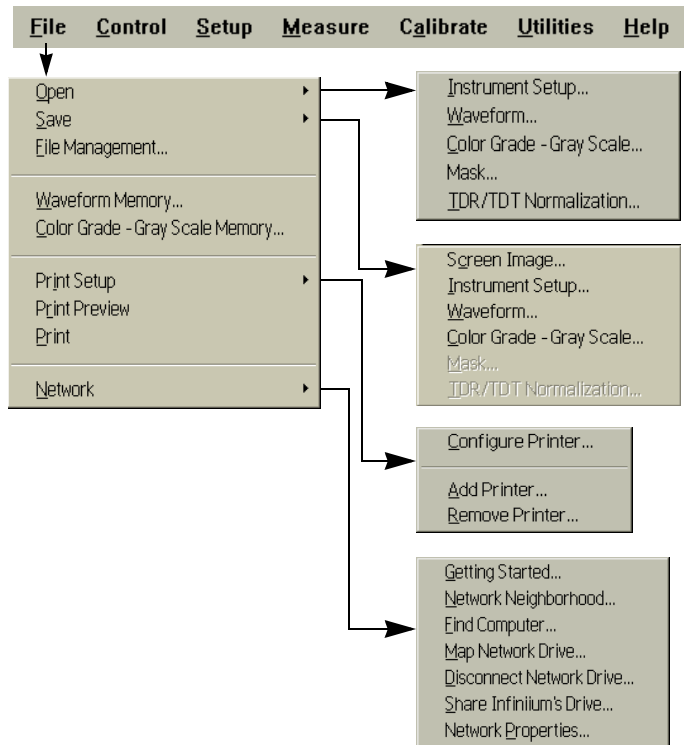 File Control Setup Measure Calibrate Utilities Help
Open
Save
File Management...
Waveform Memory...
Color Grade - Gray Scale Memory...
Print Setup
Print Preview
Print
Network
Instrument Setup...
Waveform...
Color Grade - Gray Scale...
Mask...
TDR/TDT Normalization...
Screen Image...
Instrument Setup...
Waveform...
Color Grade - Gray Scale...
Mask...
TDR/TDT Normalization...
Configure Printer...
Add Printer...
Remove Printer...
Getting Started...
Network Neighborhood...
Find Computer...
Map Network Drive...
Disconnect Network Drive...
Share Infiniium's Drive...
Network Properties...